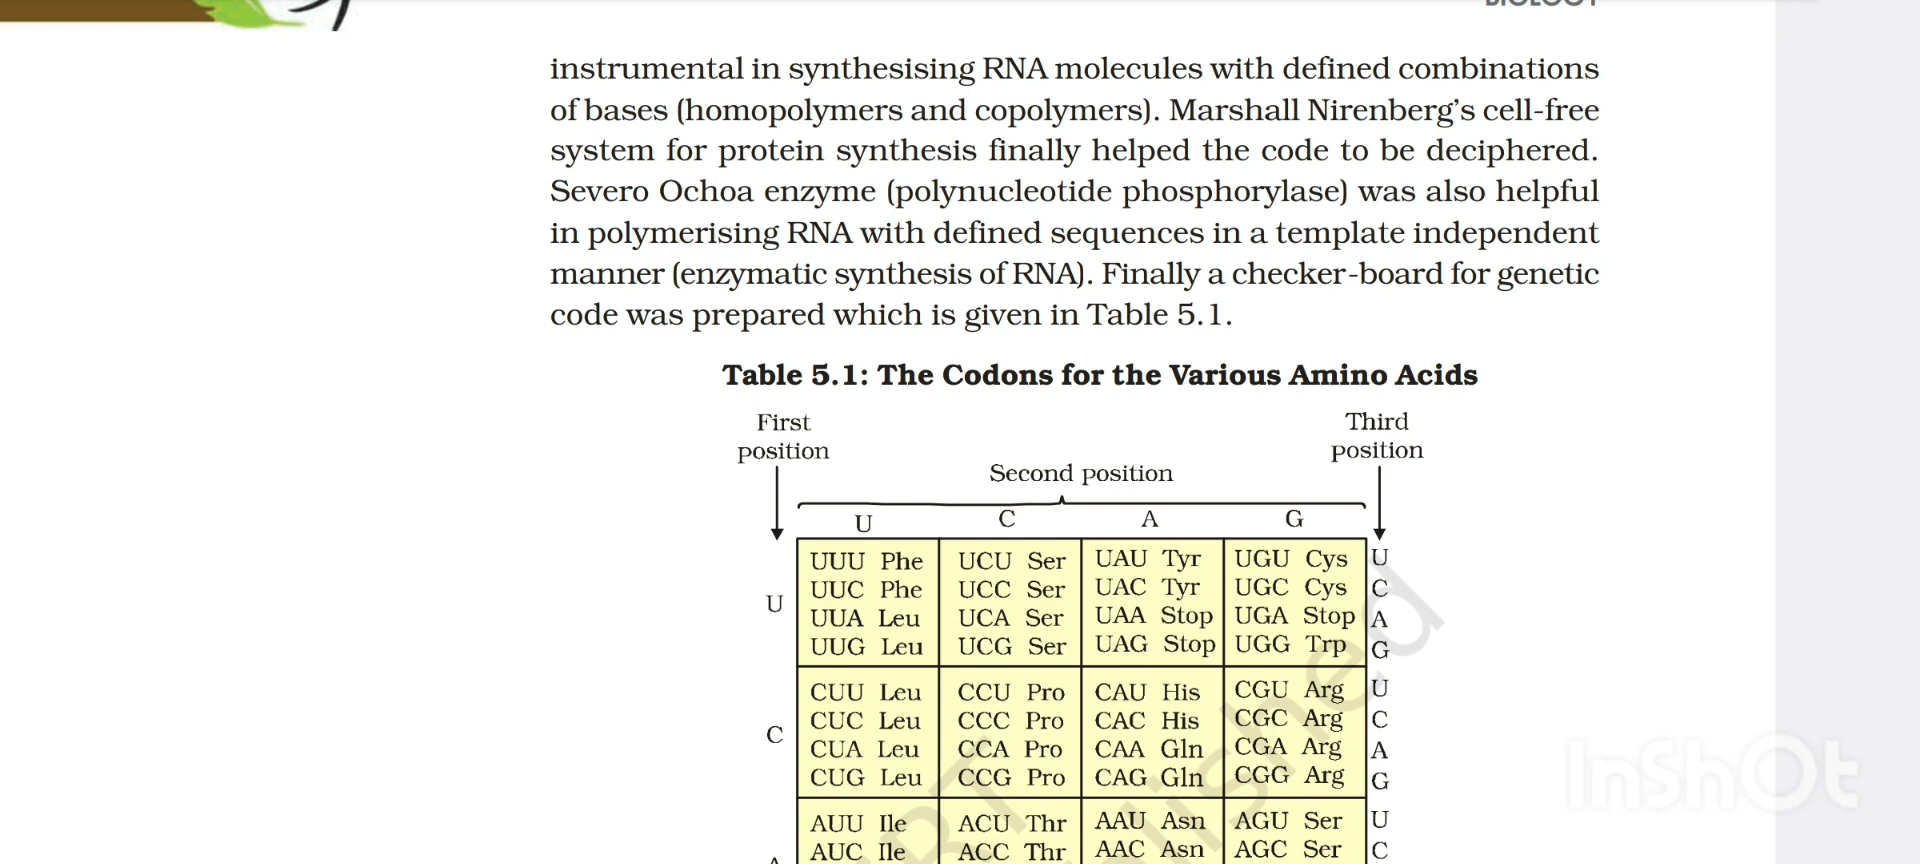 BIOLOGY
instrumental in synthesising RNA molecules with defined combinations
of bases (homopolymers and copolymers). Marshall Nirenberg's cell-free
system for protein synthesis finally helped the code to be deciphered.
Severo Ochoa enzyme (polynucleotide phosphorylase) was also helpful
in polymerising RNA with defined sequences in a template independent
manner (enzymatic synthesis of RNA). Finally a checker-board for genetic
code was prepared which is given in Table 5.1.
Table 5.1: The Codons for the Various Amino Acids
First position
Third position
Second position
U C A G
UUU Phe UCU Ser UAU Tyr UGU Cys U
UUC Phe UCC Ser UAC Tyr UGC Cys C
U
UUA Leu UCA Ser UAA Stop UGA Stop A
UUG Leu UCG Ser UAG Stop UGG Trp G
CUU Leu CCU Pro CAU His CGU Arg U
CUC Leu CCC Pro CAC His CGC Arg C
C
CUA Leu CCA Pro CAA Gln CGA Arg A
CUG Leu CCG Pro CAG Gln CGG Arg G
AUU Ile ACU Thr AAU Asn AGU Ser U
AUC Ile ACC Thr AAC Asn AGC Ser C
InShOt